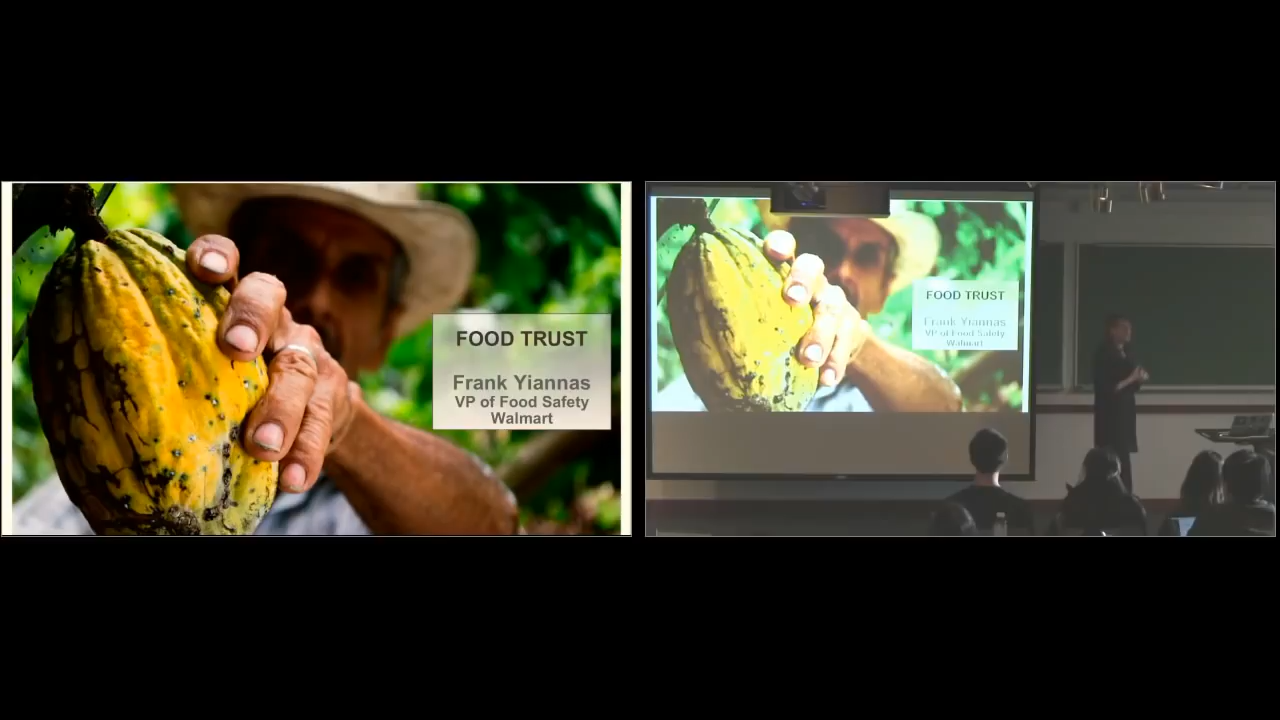 FOOD TRUST
Frank Yiannas
VP of Food Safety
Walmart
FOOD TRUST
Frank Yiannas
VP of Food Safety
Walmart